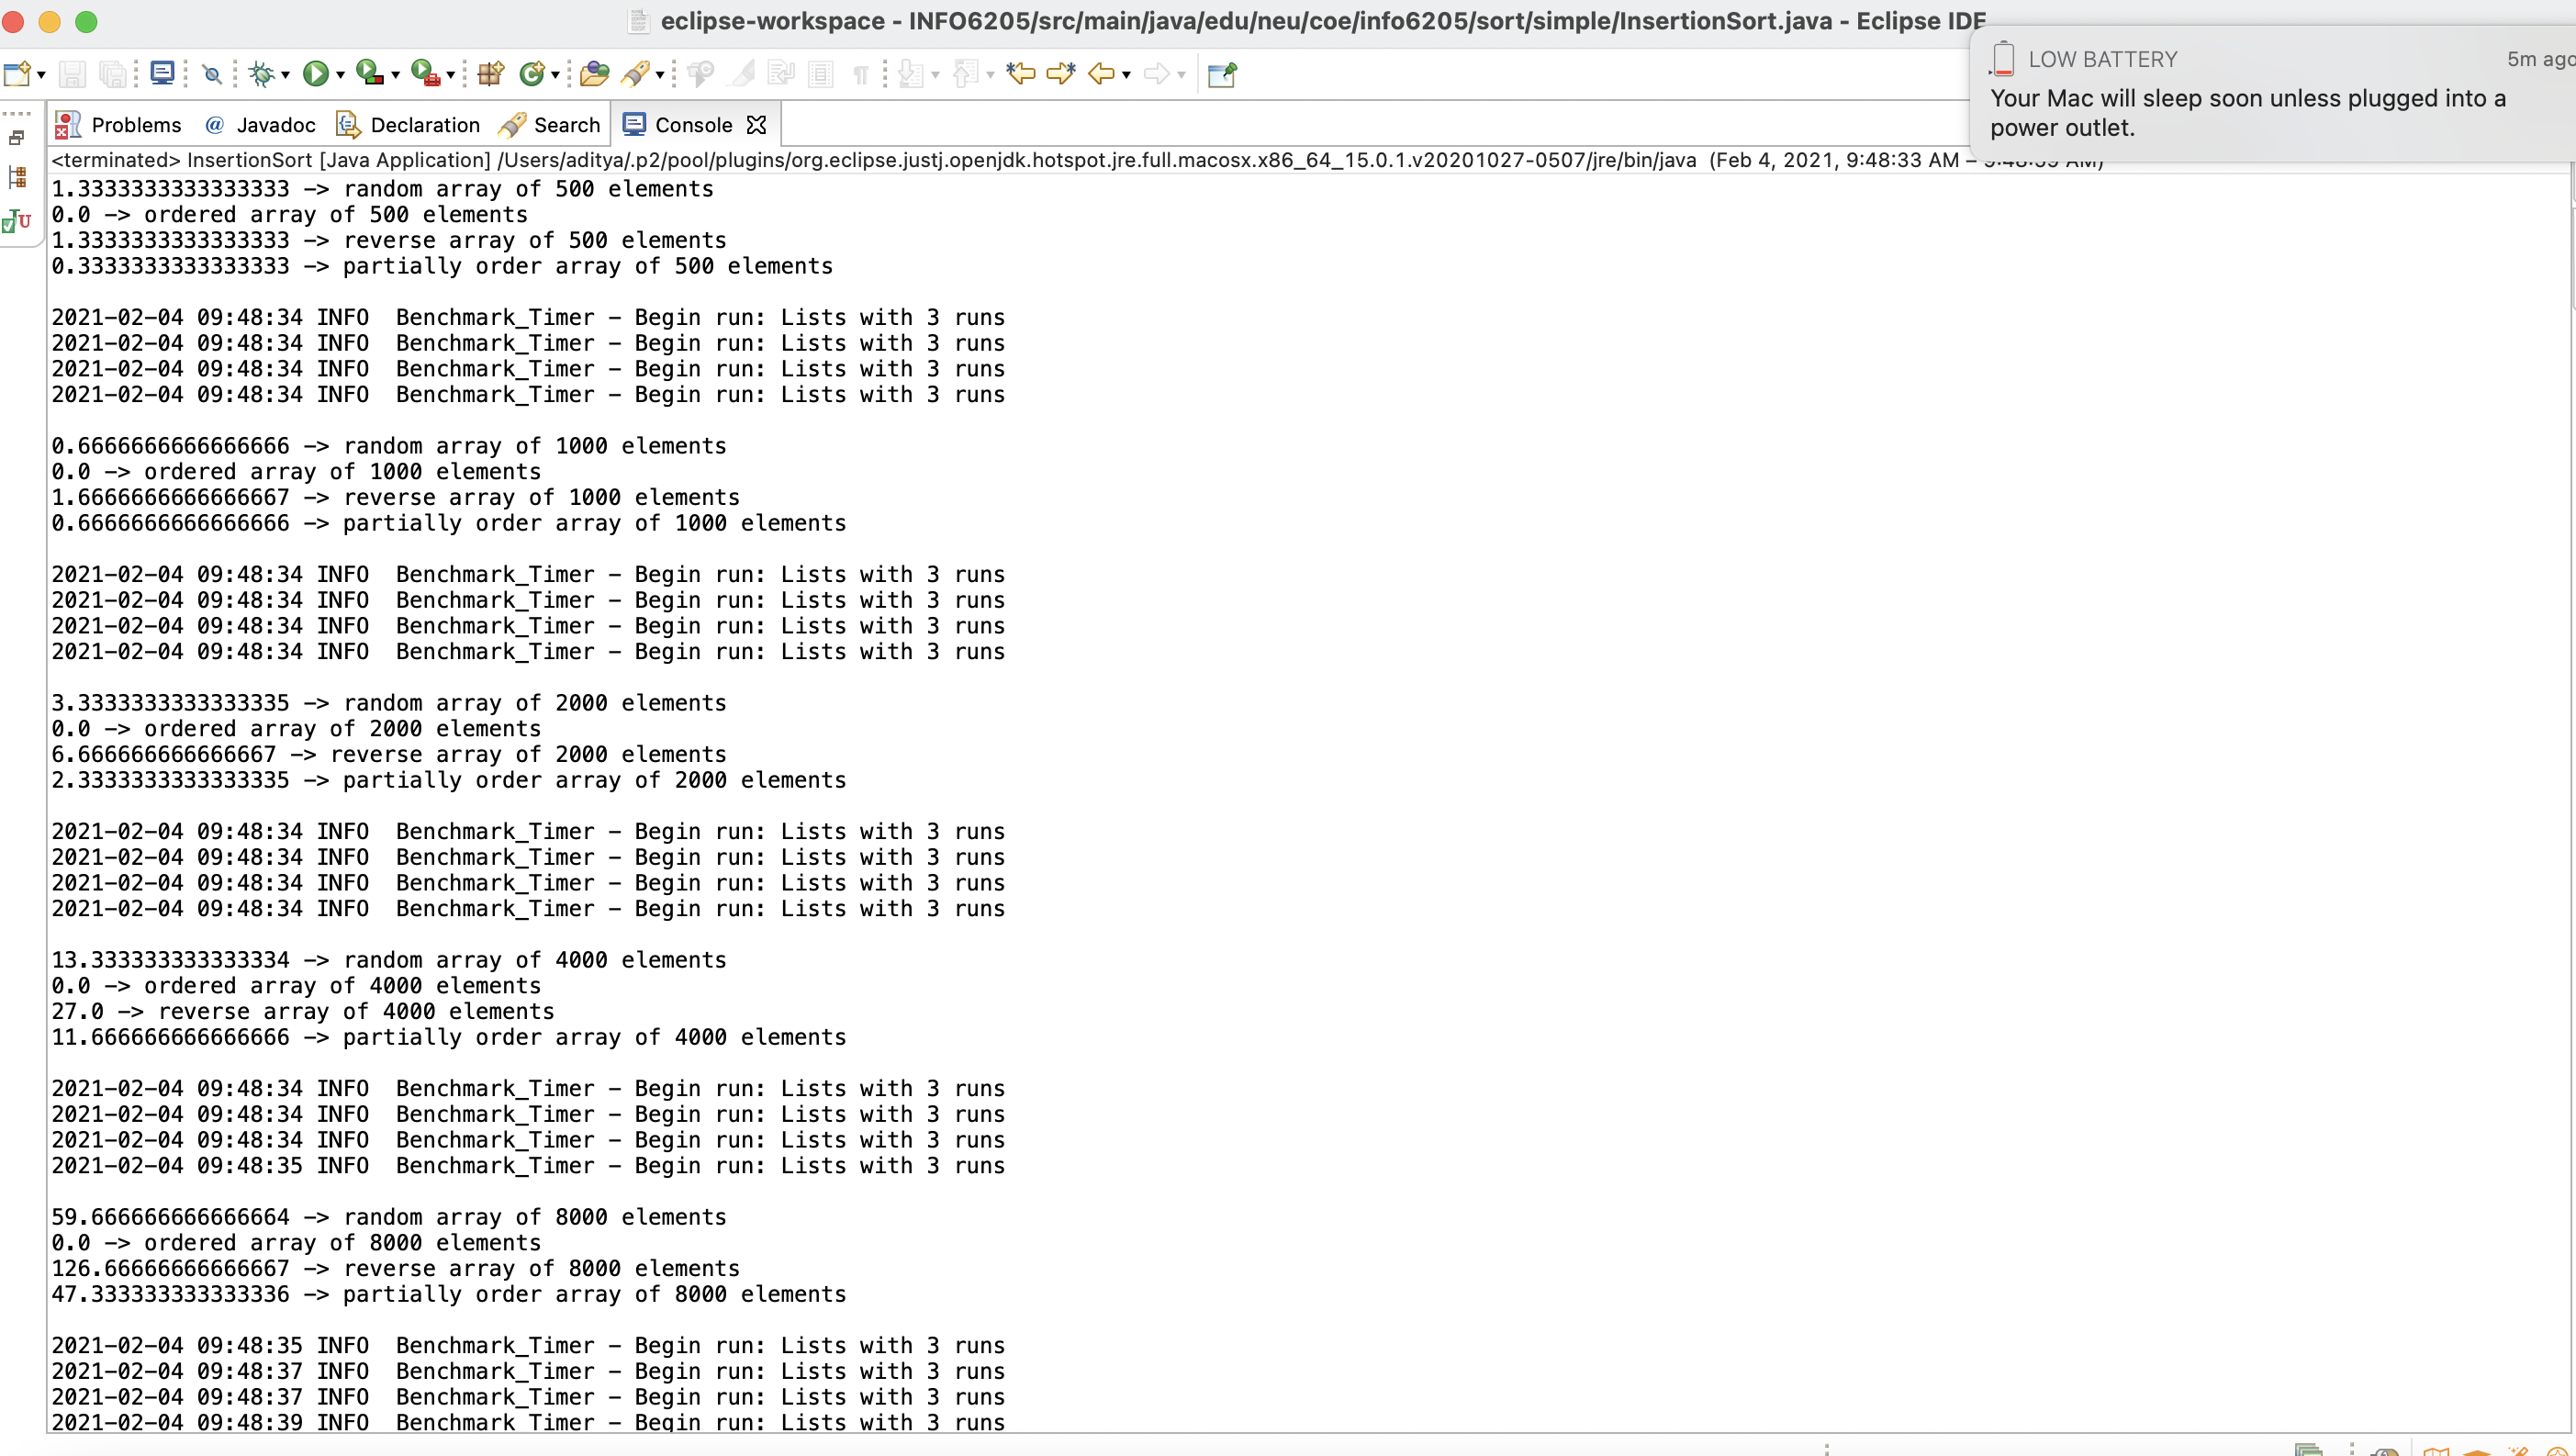 eclipse-workspace - INFO6205/src/main/java/edu/neu/coe/info6205/sort/simple/InsertionSort.java - Eclipse IDE
LOW BATTERY 5m ago
Your Mac will sleep soon unless plugged into a
power outlet.
Problems @ Javadoc Declaration Search Console
<terminated> InsertionSort [Java Application] /Users/aditya/.p2/pool/plugins/org.eclipse.justj.openjdk.hotspot.jre.full.macosx.x86_64_15.0.1.v20201027-0507/jre/bin/java (Feb 4, 2021, 9:48:33 AM – 9:48:39 AM)
1.3333333333333333 -> random array of 500 elements
0.0 -> ordered array of 500 elements
1.3333333333333333 -> reverse array of 500 elements
0.3333333333333333 -> partially order array of 500 elements
2021-02-04 09:48:34 INFO Benchmark_Timer - Begin run: Lists with 3 runs
2021-02-04 09:48:34 INFO Benchmark_Timer - Begin run: Lists with 3 runs
2021-02-04 09:48:34 INFO Benchmark_Timer - Begin run: Lists with 3 runs
2021-02-04 09:48:34 INFO Benchmark_Timer - Begin run: Lists with 3 runs
0.6666666666666666 -> random array of 1000 elements
0.0 -> ordered array of 1000 elements
1.6666666666666667 -> reverse array of 1000 elements
0.6666666666666666 -> partially order array of 1000 elements
2021-02-04 09:48:34 INFO Benchmark_Timer - Begin run: Lists with 3 runs
2021-02-04 09:48:34 INFO Benchmark_Timer - Begin run: Lists with 3 runs
2021-02-04 09:48:34 INFO Benchmark_Timer - Begin run: Lists with 3 runs
2021-02-04 09:48:34 INFO Benchmark_Timer - Begin run: Lists with 3 runs
3.3333333333333335 -> random array of 2000 elements
0.0 -> ordered array of 2000 elements
6.666666666666667 -> reverse array of 2000 elements
2.3333333333333335 -> partially order array of 2000 elements
2021-02-04 09:48:34 INFO Benchmark_Timer - Begin run: Lists with 3 runs
2021-02-04 09:48:34 INFO Benchmark_Timer - Begin run: Lists with 3 runs
2021-02-04 09:48:34 INFO Benchmark_Timer - Begin run: Lists with 3 runs
2021-02-04 09:48:34 INFO Benchmark_Timer - Begin run: Lists with 3 runs
13.333333333333334 -> random array of 4000 elements
0.0 -> ordered array of 4000 elements
27.0 -> reverse array of 4000 elements
11.666666666666666 -> partially order array of 4000 elements
2021-02-04 09:48:34 INFO Benchmark_Timer - Begin run: Lists with 3 runs
2021-02-04 09:48:34 INFO Benchmark_Timer - Begin run: Lists with 3 runs
2021-02-04 09:48:34 INFO Benchmark_Timer - Begin run: Lists with 3 runs
2021-02-04 09:48:35 INFO Benchmark_Timer - Begin run: Lists with 3 runs
59.666666666666664 -> random array of 8000 elements
0.0 -> ordered array of 8000 elements
126.66666666666667 -> reverse array of 8000 elements
47.333333333333336 -> partially order array of 8000 elements
2021-02-04 09:48:35 INFO Benchmark_Timer - Begin run: Lists with 3 runs
2021-02-04 09:48:37 INFO Benchmark_Timer - Begin run: Lists with 3 runs
2021-02-04 09:48:37 INFO Benchmark_Timer - Begin run: Lists with 3 runs
2021-02-04 09:48:39 INFO Benchmark_Timer - Begin run: Lists with 3 runs